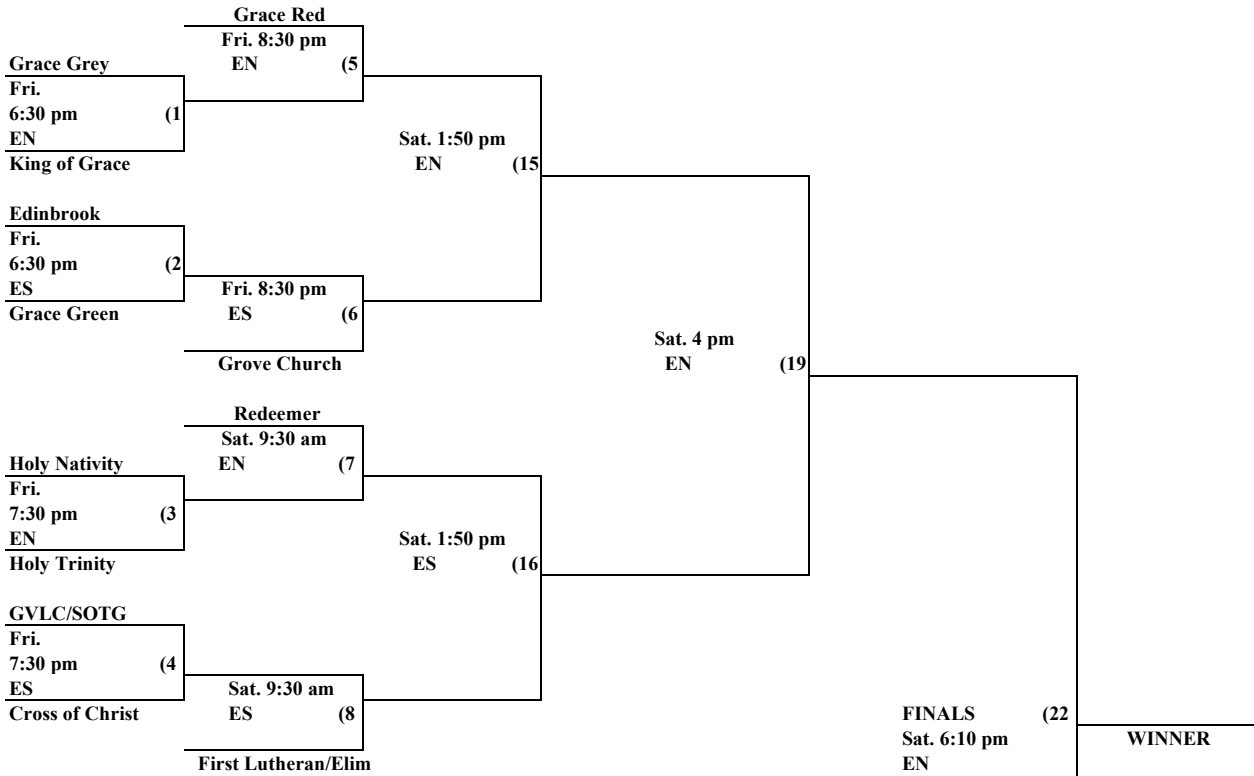 Grace Red
Fri. 8:30 pm
EN (5
Grace Grey
Fri.
6:30 pm (1
EN
King of Grace
Sat. 1:50 pm
EN (15
Edinbrook
Fri.
6:30 pm (2
ES
Grace Green
Fri. 8:30 pm
ES (6
Grove Church
Sat. 4 pm
EN (19
Redeemer
Sat. 9:30 am
EN (7
Holy Nativity
Fri.
7:30 pm (3
EN
Holy Trinity
Sat. 1:50 pm
ES (16
GVLC/SOTG
Fri.
7:30 pm (4
ES
Cross of Christ
Sat. 9:30 am
ES (8
First Lutheran/Elim
FINALS (22
Sat. 6:10 pm
EN
WINNER